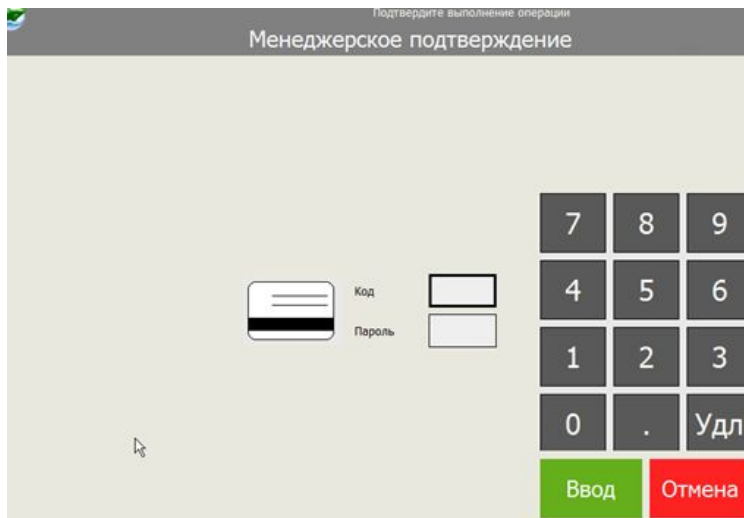 Подтвердите выполнение операции
Менеджерское подтверждение
7 8 9
Код
4 5 6
Пароль
1 2 3
0 . Удл
Ввод Отмена